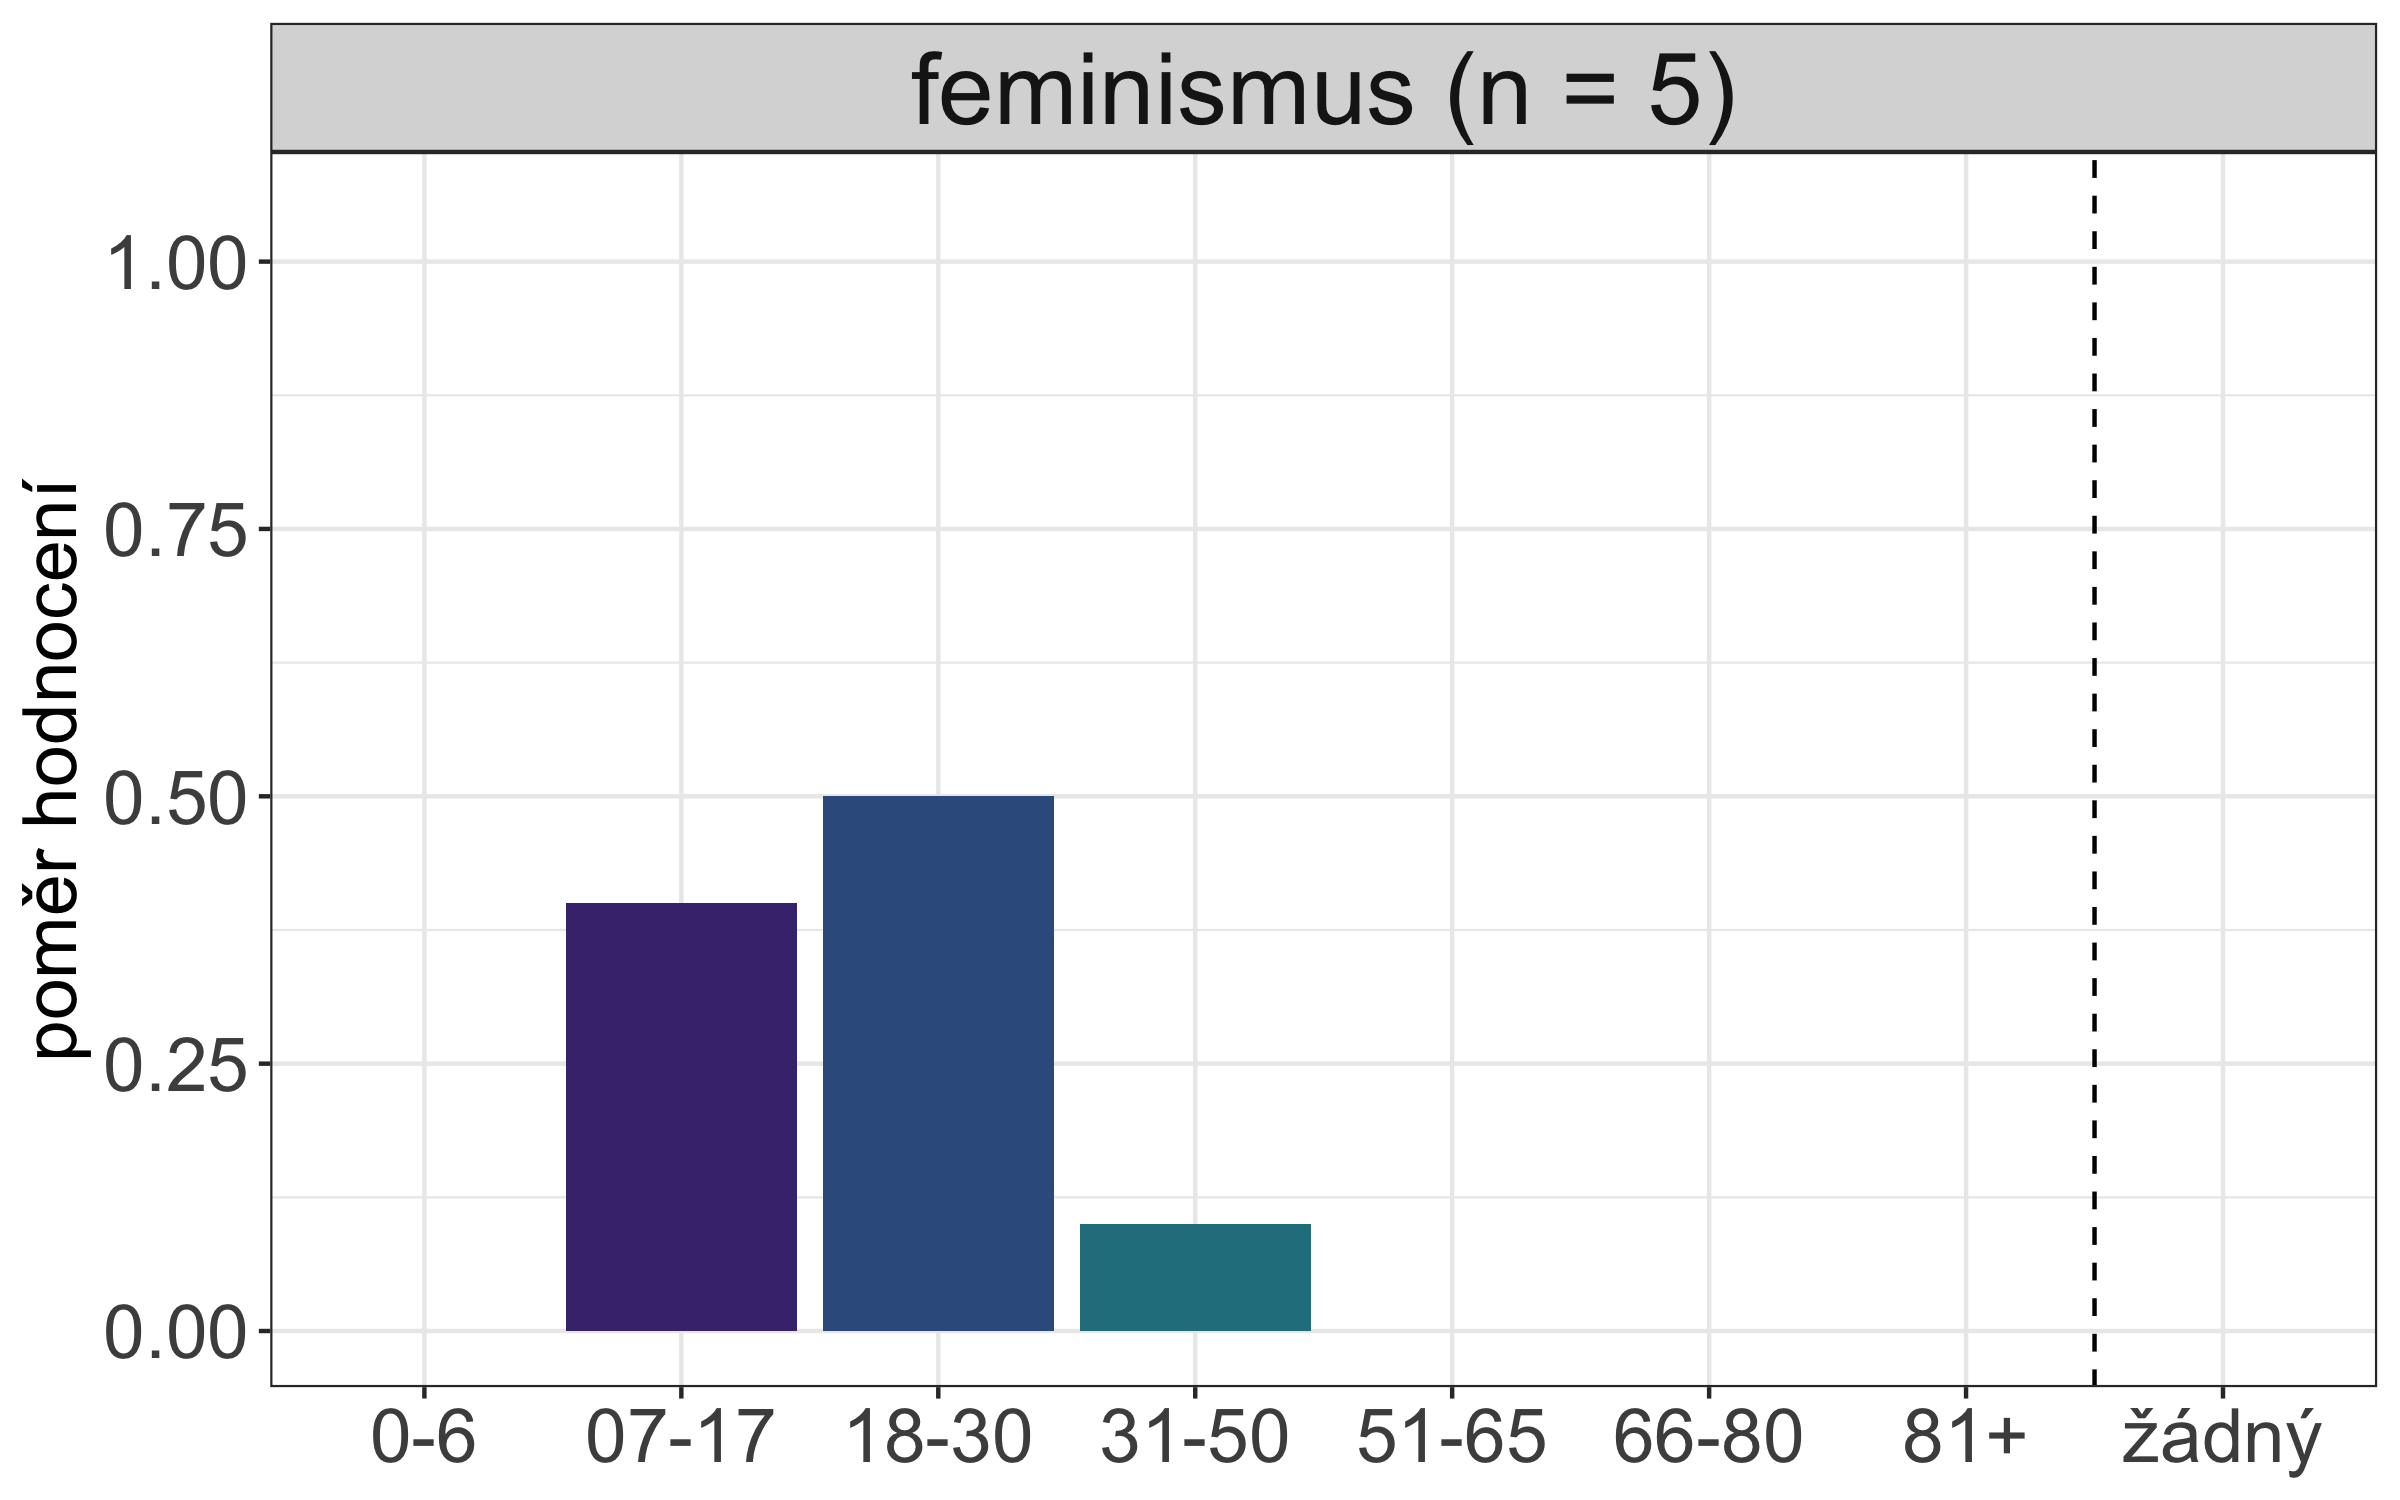 feminismus (n = 5)
poměr hodnocení
1.00
0.75
0.50
0.25
0.00
0-6 07-17 18-30 31-50 51-65 66-80 81+ žádný